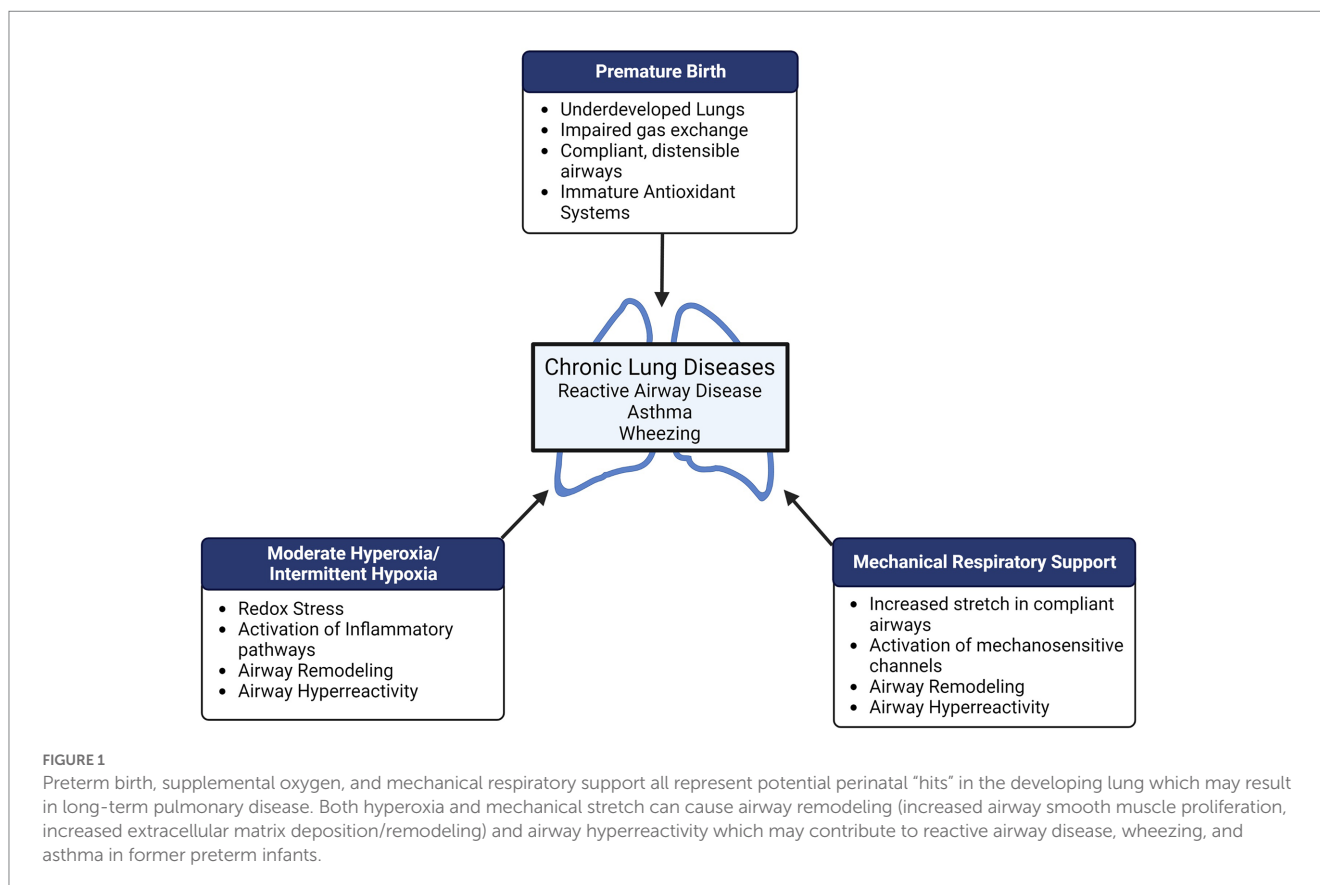 Premature Birth
• Underdeveloped Lungs
• Impaired gas exchange
• Compliant, distensible
airways
• Immature Antioxidant
Systems
Chronic Lung Diseases
Reactive Airway Disease
Asthma
Wheezing
Moderate Hyperoxia/
Intermittent Hypoxia
• Redox Stress
• Activation of Inflammatory
pathways
• Airway Remodeling
• Airway Hyperreactivity
Mechanical Respiratory Support
• Increased stretch in compliant
airways
• Activation of mechanosensitive
channels
• Airway Remodeling
• Airway Hyperreactivity
FIGURE 1
Preterm birth, supplemental oxygen, and mechanical respiratory support all represent potential perinatal “hits” in the developing lung which may result
in long-term pulmonary disease. Both hyperoxia and mechanical stretch can cause airway remodeling (increased airway smooth muscle proliferation,
increased extracellular matrix deposition/remodeling) and airway hyperreactivity which may contribute to reactive airway disease, wheezing, and
asthma in former preterm infants.